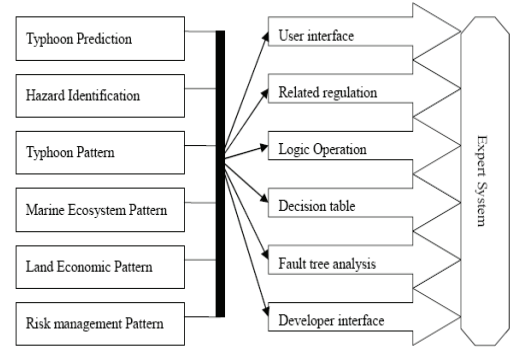 Typhoon Prediction
Hazard Identification
Typhoon Pattern
Marine Ecosystem Pattern
Land Economic Pattern
Risk management Pattern
User interface
Related regulation
Logic Operation
Decision table
Fault tree analysis
Developer interface
Expert System